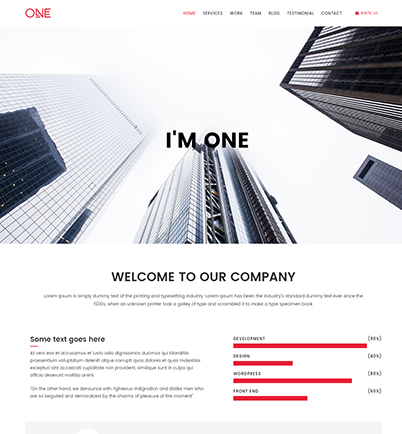 ONE
HOME SERVICES WORK TEAM BLOG TESTIMONIAL CONTACT WRITE US
I'M ONE
WELCOME TO OUR COMPANY
Lorem Ipsum is simply dummy text of the printing and typesetting industry. Lorem Ipsum has been the industry's standard dummy text ever since the
1500s, when an unknown printer took a galley of type and scrambled it to make a type specimen book.
Some text goes here
At vero eos et accusamus et iusto odio dignissimos ducimus qui blanditiis
praesentium voluptatum deleniti atque corrupti quos dolores et quas molestias
excepturi sint occaecati cupiditate non provident, similique sunt in culpa qui
officia deserunt mollitia animi.
"On the other hand, we denounce with righteous indignation and dislike men who
are so beguiled and demoralized by the charms of pleasure of the moment".
DEVELOPMENT (90%)
DESIGN (40%)
WORDPRESS (80%)
FRONT END (50%)